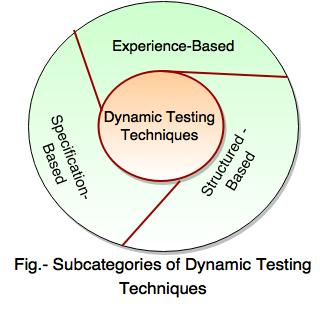 Experience-Based
Dynamic Testing
Techniques
Specification-
Based
Structured -
Based
Fig.- Subcategories of Dynamic Testing
Techniques